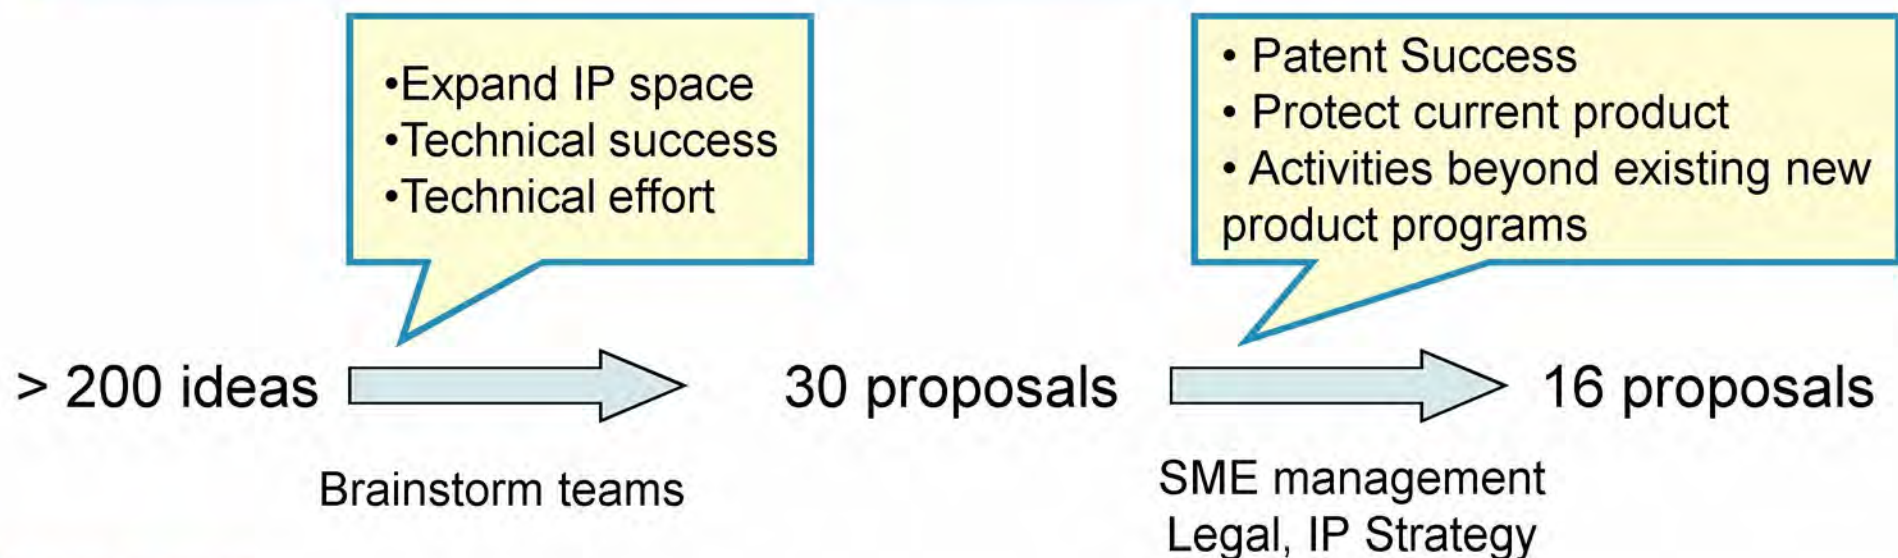 •Expand IP space
•Technical success
•Technical effort
• Patent Success
• Protect current product
• Activities beyond existing new
product programs
> 200 ideas
30 proposals
16 proposals
Brainstorm teams
SME management
Legal, IP Strategy